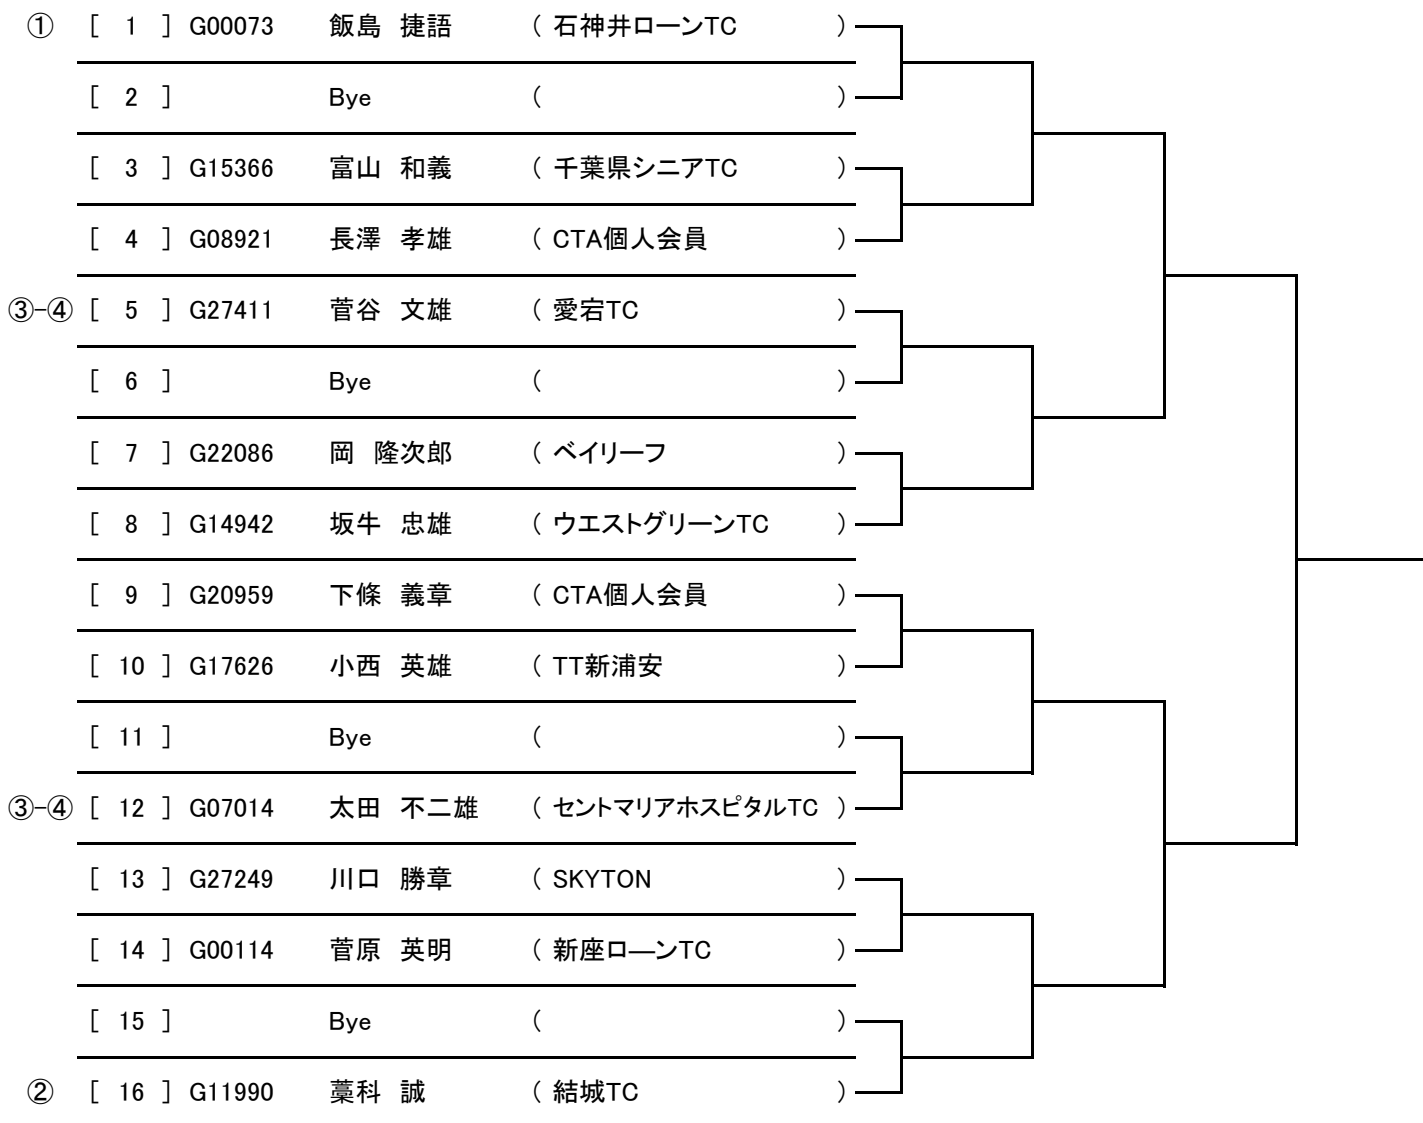 ① [ 1 ] G00073 飯島 捷語 ( 石神井ローンTC )
[ 2 ] Bye ( )
[ 3 ] G15366 富山 和義 ( 千葉県シニアTC )
[ 4 ] G08921 長澤 孝雄 ( CTA個人会員 )
③-④ [ 5 ] G27411 菅谷 文雄 ( 愛宕TC )
[ 6 ] Bye ( )
[ 7 ] G22086 岡 隆次郎 ( ベイリーフ )
[ 8 ] G14942 坂牛 忠雄 ( ウエストグリーンTC )
[ 9 ] G20959 下條 義章 ( CTA個人会員 )
[ 10 ] G17626 小西 英雄 ( TT新浦安 )
[ 11 ] Bye ( )
③-④ [ 12 ] G07014 太田 不二雄 ( セントマリアホスピタルTC )
[ 13 ] G27249 川口 勝章 ( SKYTON )
[ 14 ] G00114 菅原 英明 ( 新座ロ―ンTC )
[ 15 ] Bye ( )
② [ 16 ] G11990 藁科 誠 ( 結城TC )